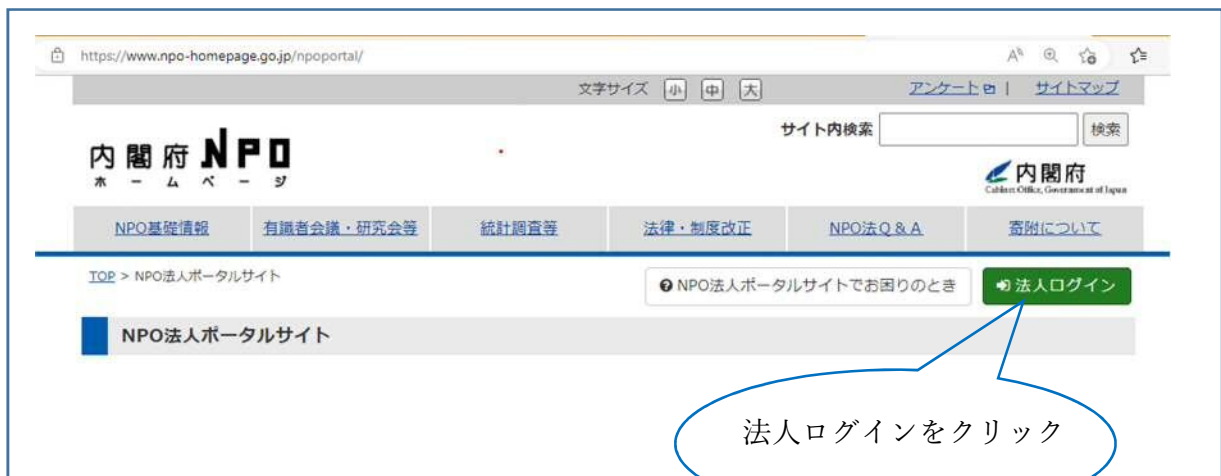 https://www.npo-homepage.go.jp/npoportal/
文字サイズ 小 中 大 アンケート | サイトマップ
サイト内検索 検索
内閣府 NPO
ホームページ
内閣府
Cabinet Office, Government of Japan
NPO基礎情報 有識者会議・研究会等 統計調査等 法律・制度改正 NPO法Q&A 寄附について
TOP > NPO法人ポータルサイト
NPO法人ポータルサイトでお困りのとき 法人ログイン
NPO法人ポータルサイト
法人ログインをクリック